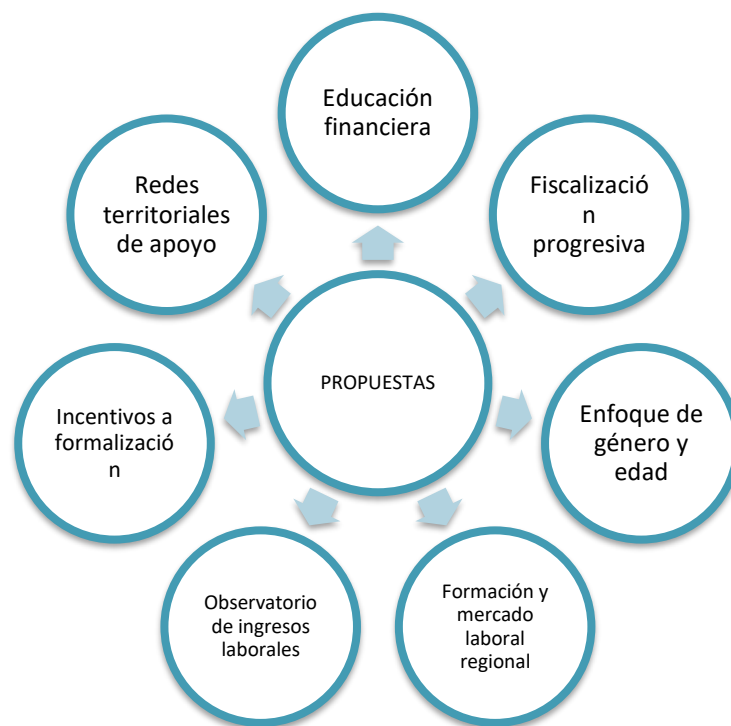 Educación
financiera
Fiscalizació
n
progresiva
Enfoque de
género y
edad
Formación y
mercado
laboral
regional
Observatorio
de ingresos
laborales
Incentivos a
formalizació
n
Redes
territoriales
de apoyo
PROPUESTAS